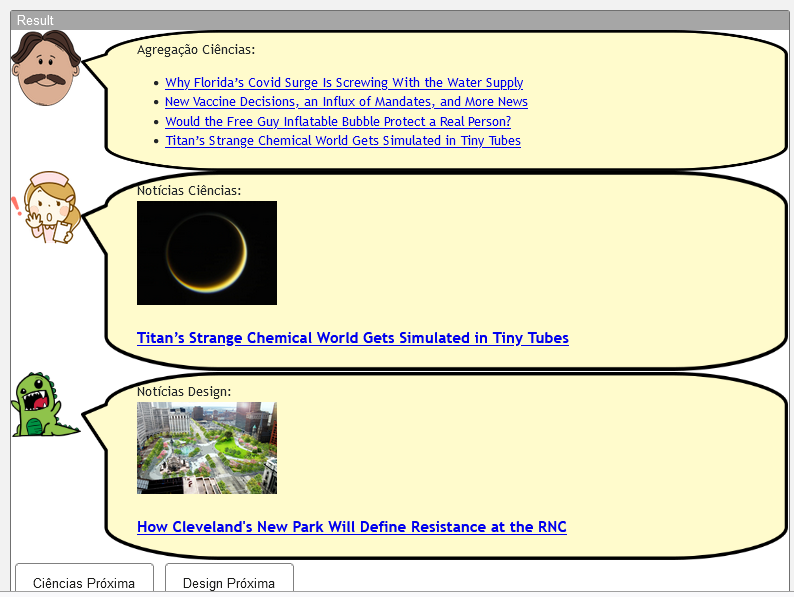 Result
Agregação Ciências:
Why Florida’s Covid Surge Is Screwing With the Water Supply
New Vaccine Decisions, an Influx of Mandates, and More News
Would the Free Guy Inflatable Bubble Protect a Real Person?
Titan’s Strange Chemical World Gets Simulated in Tiny Tubes
Notícias Ciências:
Titan’s Strange Chemical World Gets Simulated in Tiny Tubes
Notícias Design:
How Cleveland's New Park Will Define Resistance at the RNC
Ciências Próxima
Design Próxima